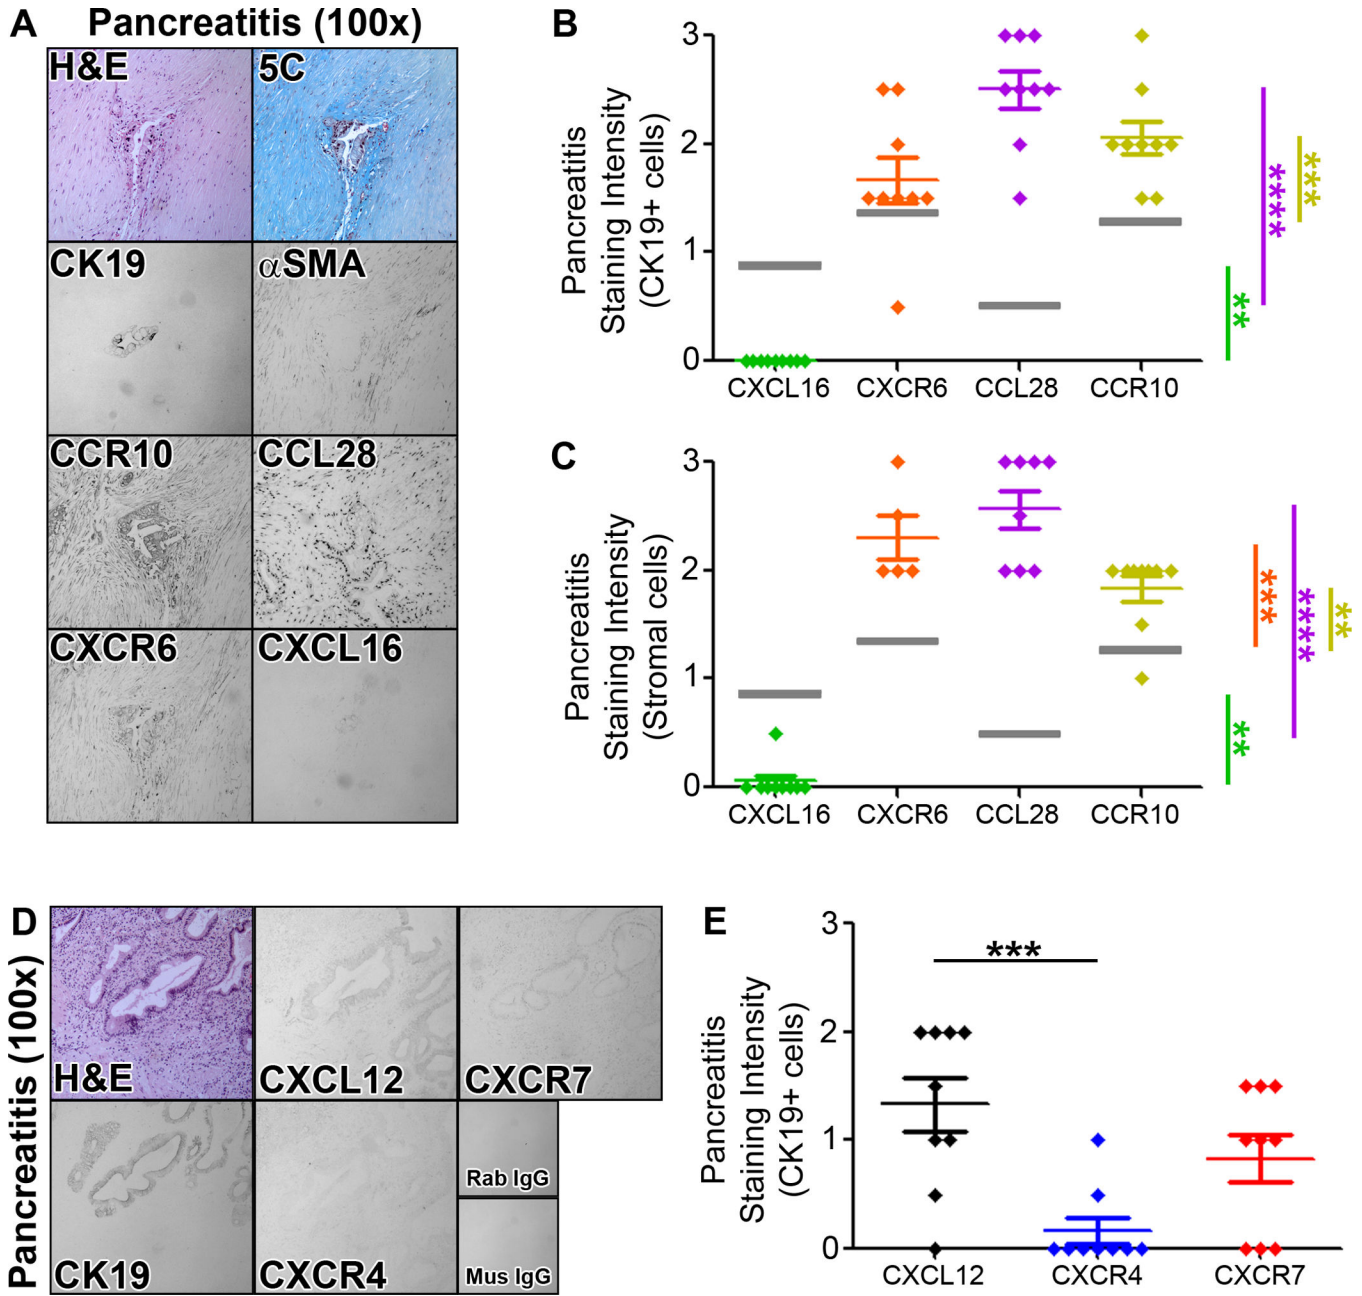 A
Pancreatitis (100x)
H&E
5C
CK19
αSMA
CCR10
CCL28
CXCR6
CXCL16
B
Pancreatitis
Staining Intensity
(CK19+ cells)
3
2
1
0
CXCL16
CXCR6
CCL28
CCR10
**
****
***
C
Pancreatitis
Staining Intensity
(Stromal cells)
3
2
1
0
CXCL16
CXCR6
CCL28
CCR10
**
***
****
**
D
Pancreatitis (100x)
H&E
CXCL12
CXCR7
CK19
CXCR4
Rab IgG
Mus IgG
E
Pancreatitis
Staining Intensity
(CK19+ cells)
3
2
1
0
***
CXCL12
CXCR4
CXCR7